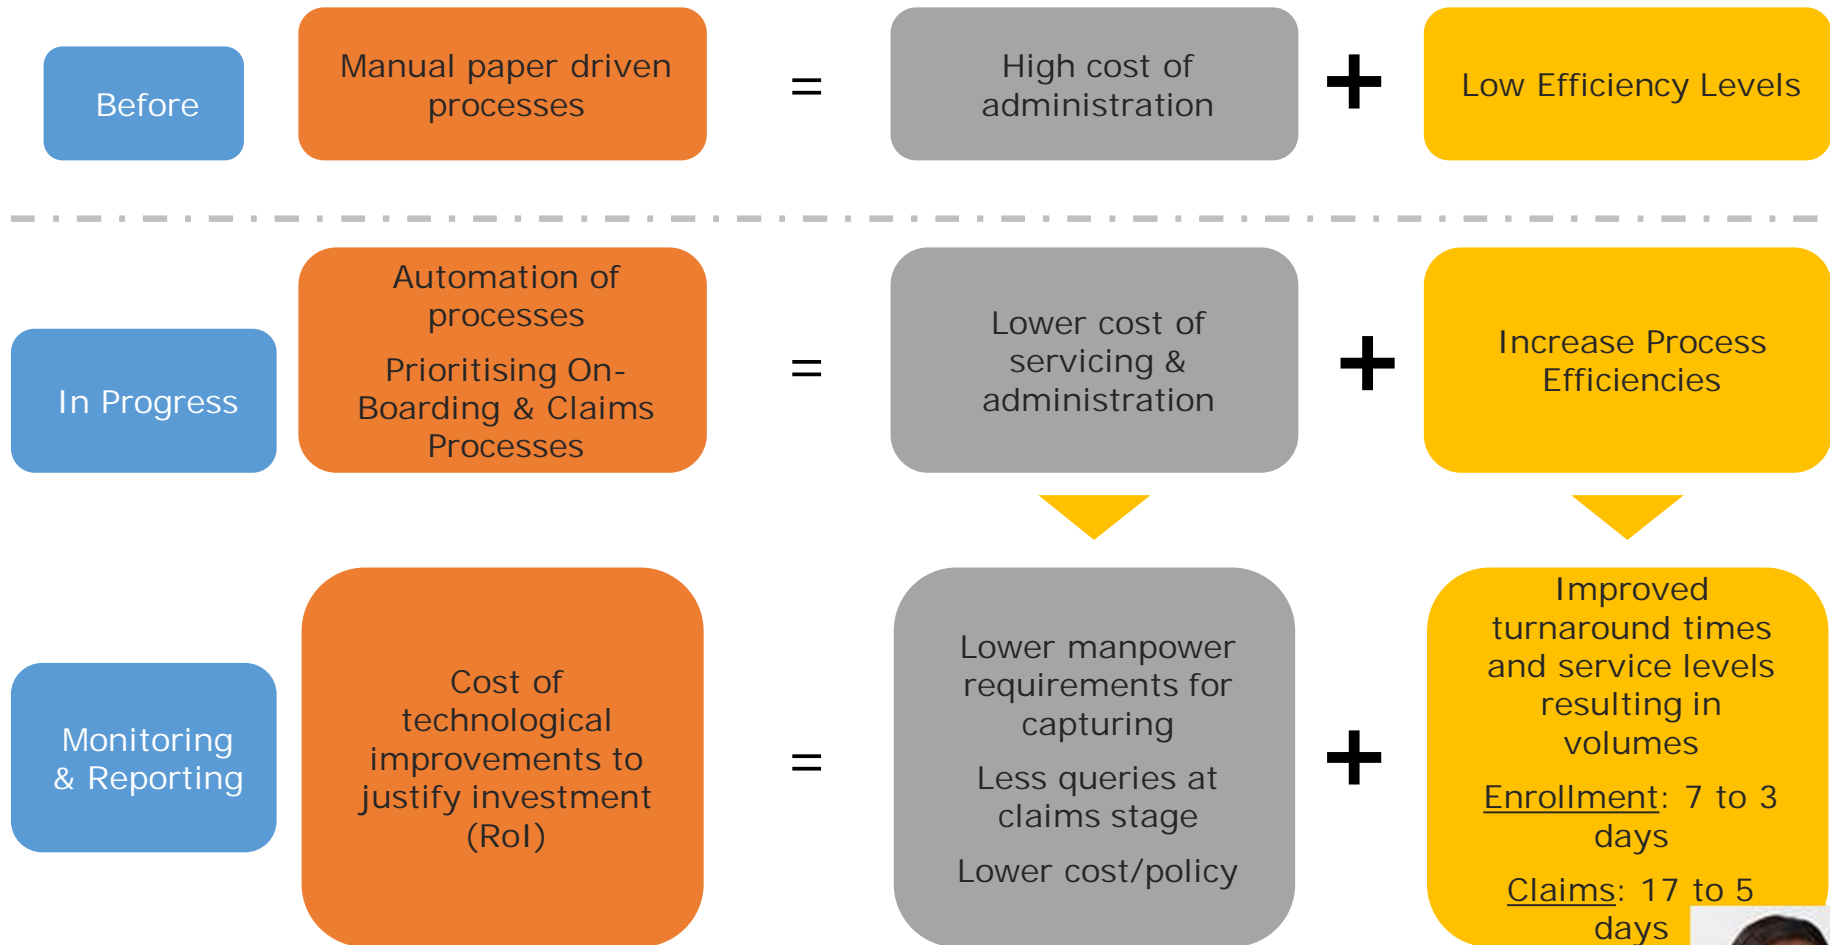 Before
Manual paper driven
processes
=
High cost of
administration
+
Low Efficiency Levels
In Progress
Automation of
processes
Prioritising On-
Boarding & Claims
Processes
=
Lower cost of
servicing &
administration
+
Increase Process
Efficiencies
Monitoring
& Reporting
Cost of
technological
improvements to
justify investment
(RoI)
=
Lower manpower
requirements for
capturing
Less queries at
claims stage
Lower cost/policy
+
Improved
turnaround times
and service levels
resulting in
volumes
Enrollment: 7 to 3
days
Claims: 17 to 5
days